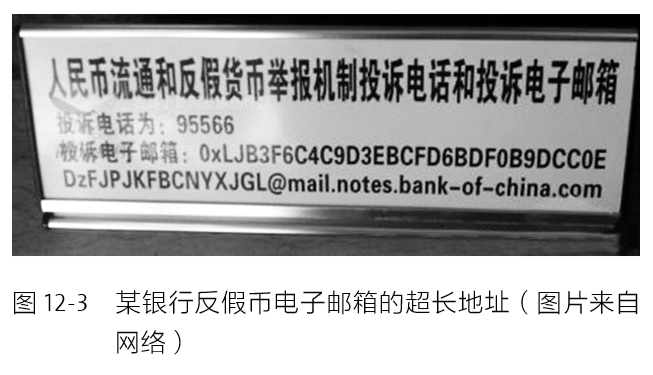 人民币流通和反假货币举报机制投诉电话和投诉电子邮箱
投诉电话为：95566
投诉电子邮箱：0xLJB3F6C4C9D3EBCFD6BDF0B9DCC0E
DzFJPJKFBCNYXJGL@mail.notes.bank-of-china.com
图 12-3 某银行反假币电子邮箱的超长地址（图片来自
网络）